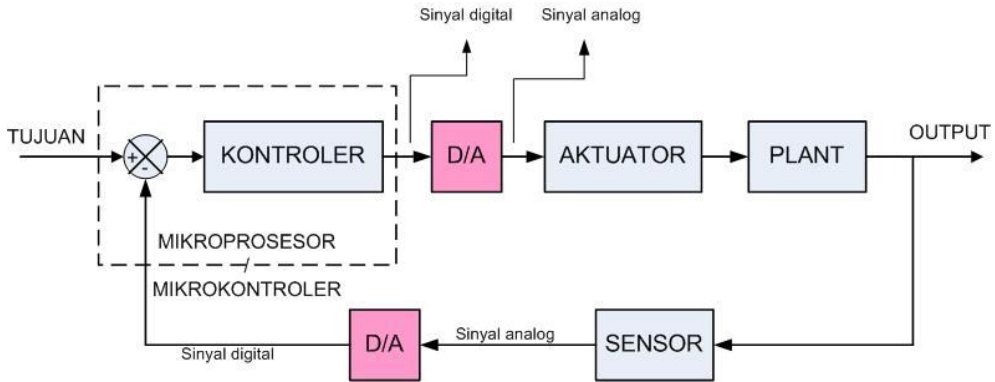 Sinyal digital
Sinyal analog
TUJUAN
+
-
KONTROLER
D/A
AKTUATOR
PLANT
OUTPUT
MIKROPROSESOR
/
MIKROKONTROLER
Sinyal digital
D/A
Sinyal analog
SENSOR